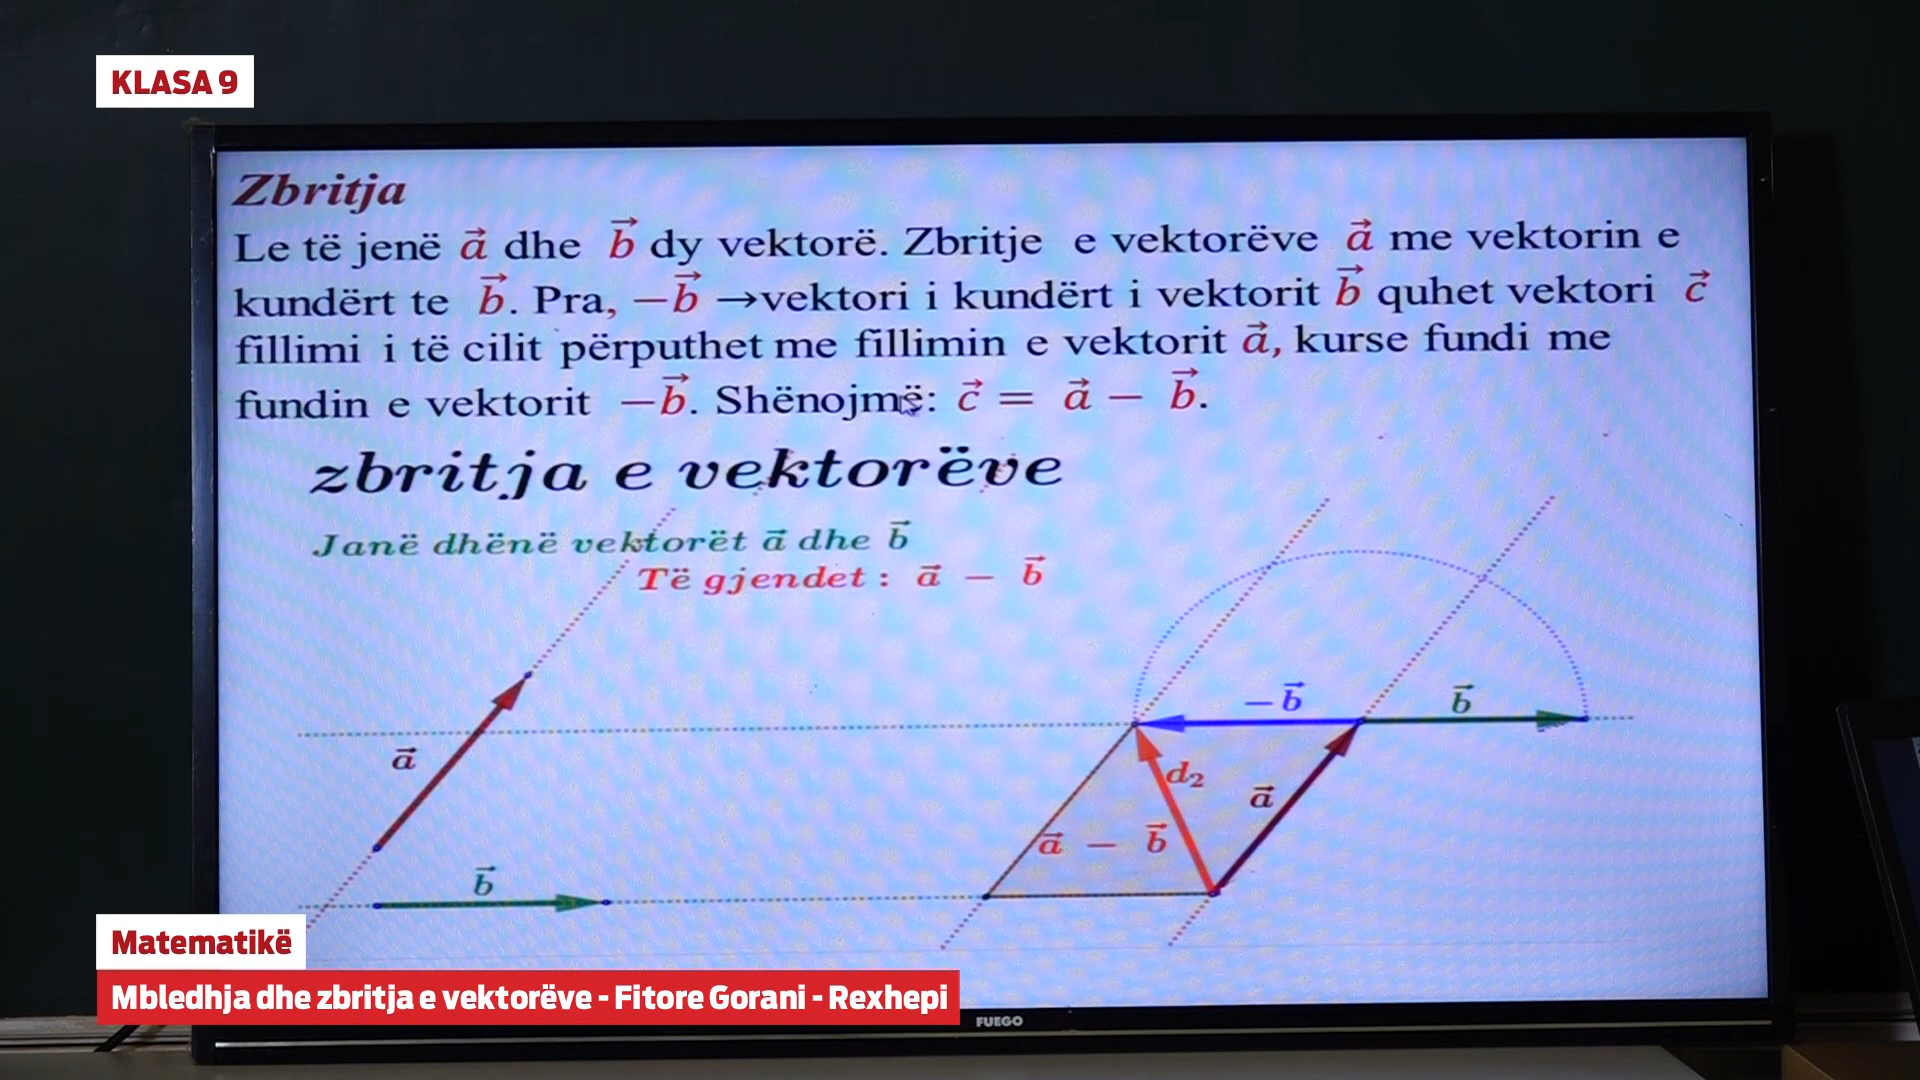 KLASA 9
Zbritja
Le të jenë a⃗ dhe b⃗ dy vektorë. Zbritje e vektorëve a⃗ me vektorin e
kundërt te b⃗. Pra, −b⃗ →vektori i kundërt i vektorit b⃗ quhet vektori c⃗
fillimi i të cilit përputhet me fillimin e vektorit a⃗, kurse fundi me
fundin e vektorit −b⃗. Shënojmë: c⃗ = a⃗ − b⃗.
zbritja e vektorëve
Janë dhënë vektorët a⃗ dhe b⃗
Të gjendet : a⃗ − b⃗
−b⃗
b⃗
a⃗
d₂
a⃗
a⃗ − b⃗
b⃗
Matematikë
Mbledhja dhe zbritja e vektorëve - Fitore Gorani - Rexhepi
FUEGO